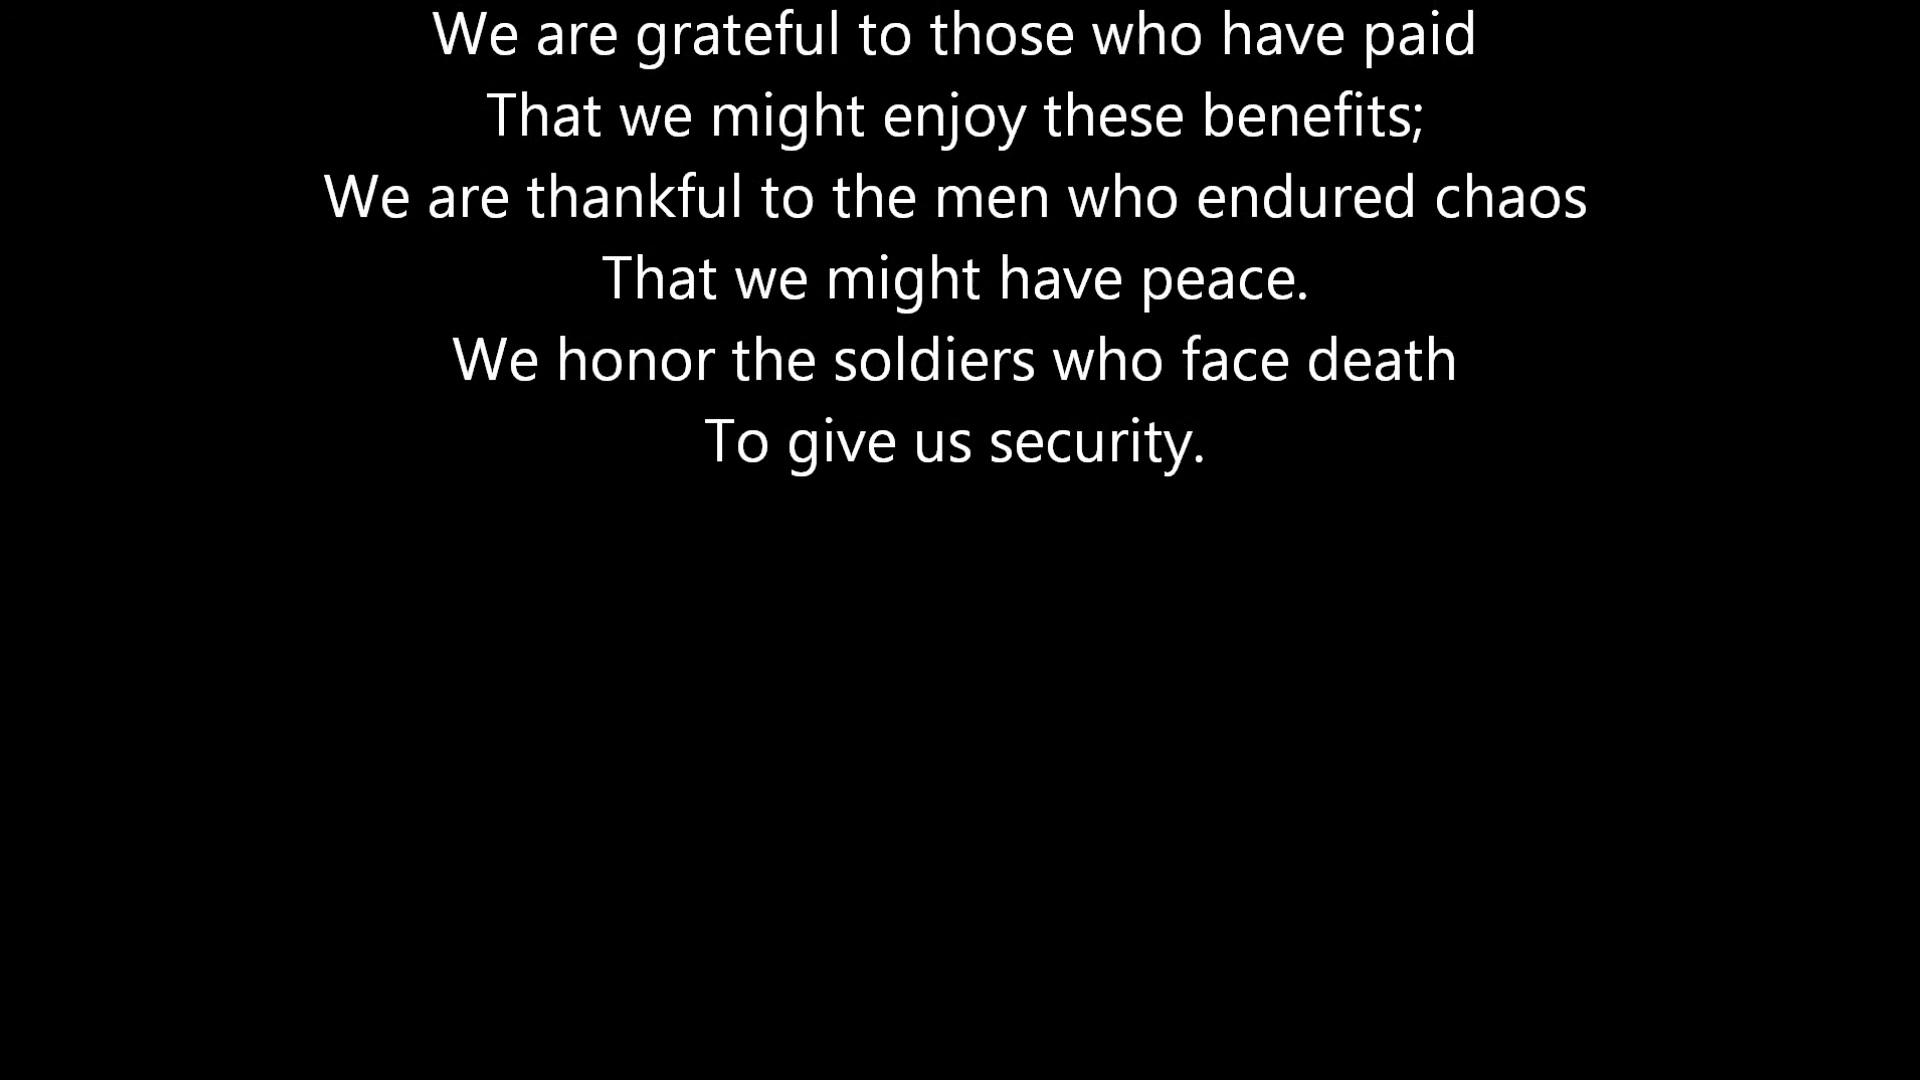 We are grateful to those who have paid
That we might enjoy these benefits;
We are thankful to the men who endured chaos
That we might have peace.
We honor the soldiers who face death
To give us security.